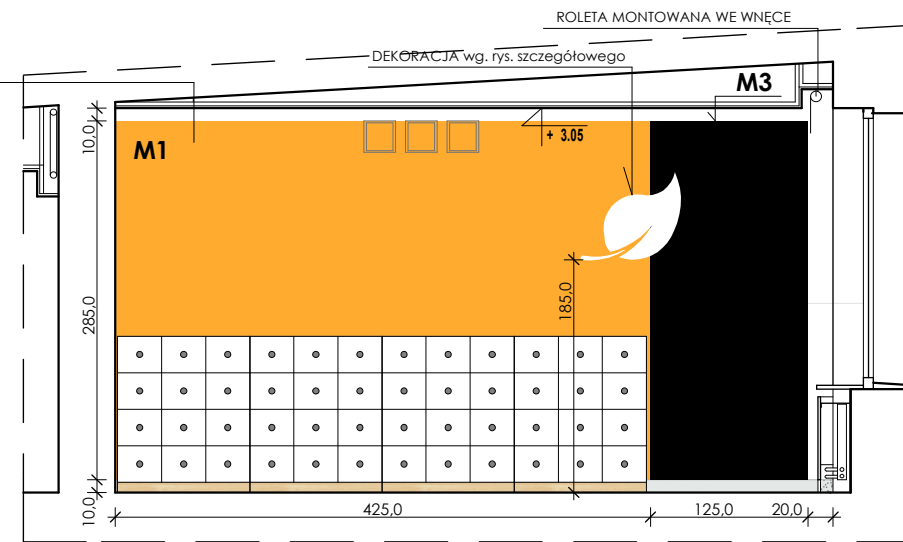 ROLETA MONTOWANA WE WNĘCE
DEKORACJA wg. rys. szczegółowego
M3
10,0
M1
+ 3.05
285,0
185,0
10,0
425,0
125,0
20,0